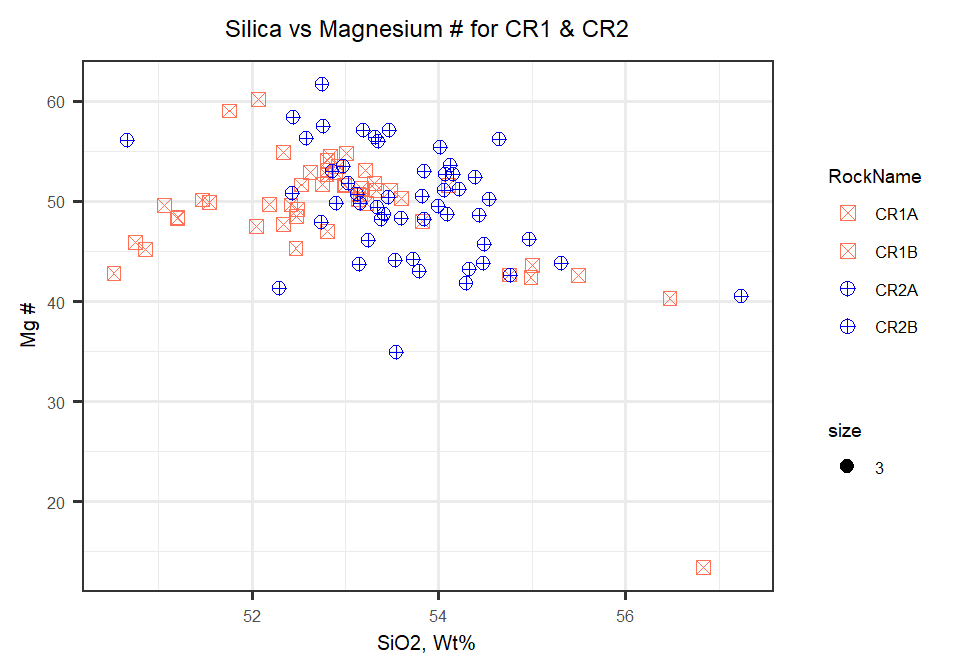 Silica vs Magnesium # for CR1 & CR2
60
50
40
30
20
Mg #
52
54
56
SiO2, Wt%
RockName
CR1A
CR1B
CR2A
CR2B
size
3